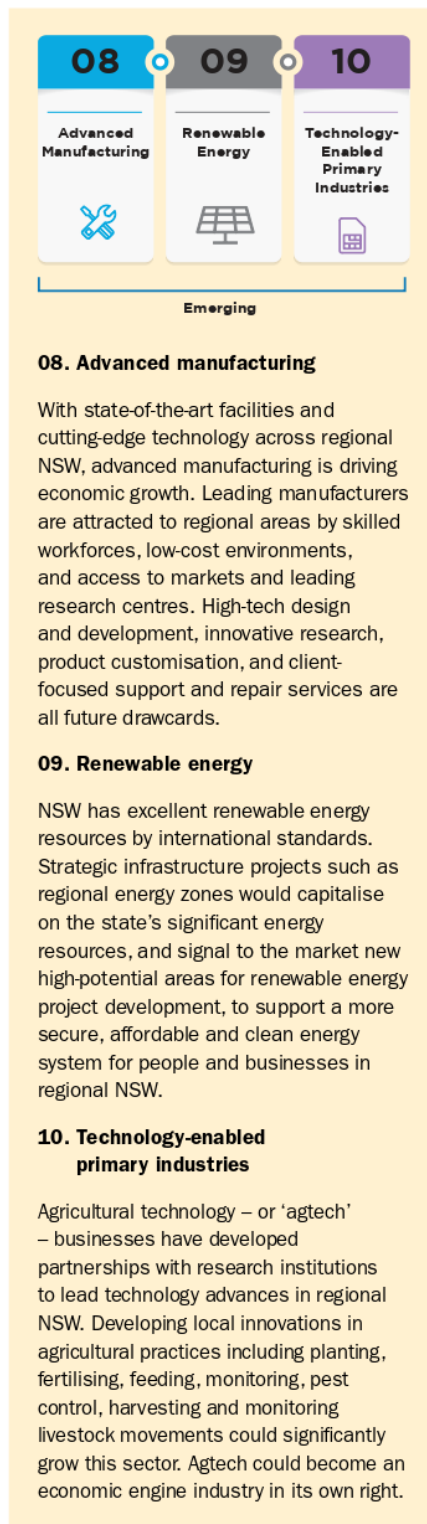 08
09
10
Advanced
Manufacturing
Renewable
Energy
Technology-
Enabled
Primary
Industries
Emerging
08. Advanced manufacturing
With state-of-the-art facilities and
cutting-edge technology across regional
NSW, advanced manufacturing is driving
economic growth. Leading manufacturers
are attracted to regional areas by skilled
workforces, low-cost environments,
and access to markets and leading
research centres. High-tech design
and development, innovative research,
product customisation, and client-
focused support and repair services are
all future drawcards.
09. Renewable energy
NSW has excellent renewable energy
resources by international standards.
Strategic infrastructure projects such as
regional energy zones would capitalise
on the state's significant energy
resources, and signal to the market new
high-potential areas for renewable energy
project development, to support a more
secure, affordable and clean energy
system for people and businesses in
regional NSW.
10. Technology-enabled
primary industries
Agricultural technology – or ‘agtech’
– businesses have developed
partnerships with research institutions
to lead technology advances in regional
NSW. Developing local innovations in
agricultural practices including planting,
fertilising, feeding, monitoring, pest
control, harvesting and monitoring
livestock movements could significantly
grow this sector. Agtech could become an
economic engine industry in its own right.